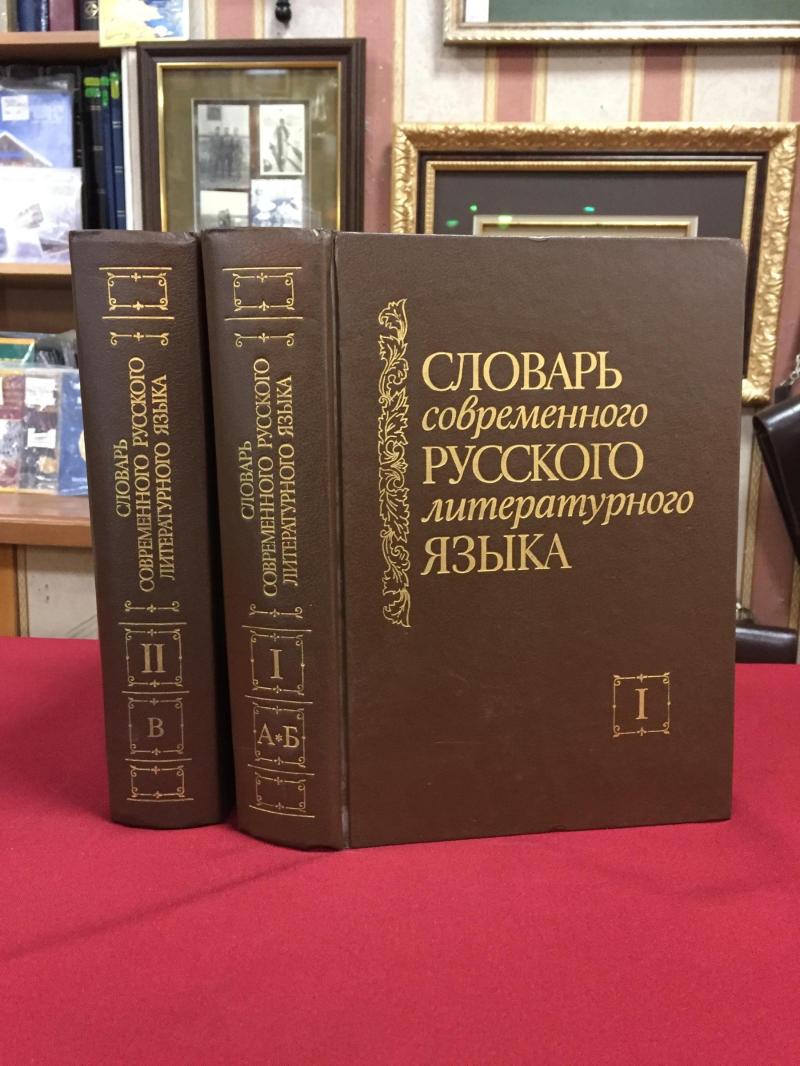 СЛОВАРЬ
СОВРЕМЕННОГО РУССКОГО
ЛИТЕРАТУРНОГО ЯЗЫКА
II
В
СЛОВАРЬ
СОВРЕМЕННОГО РУССКОГО
ЛИТЕРАТУРНОГО ЯЗЫКА
I
А*Б
СЛОВАРЬ
современного
РУССКОГО
литературного
ЯЗЫКА
I